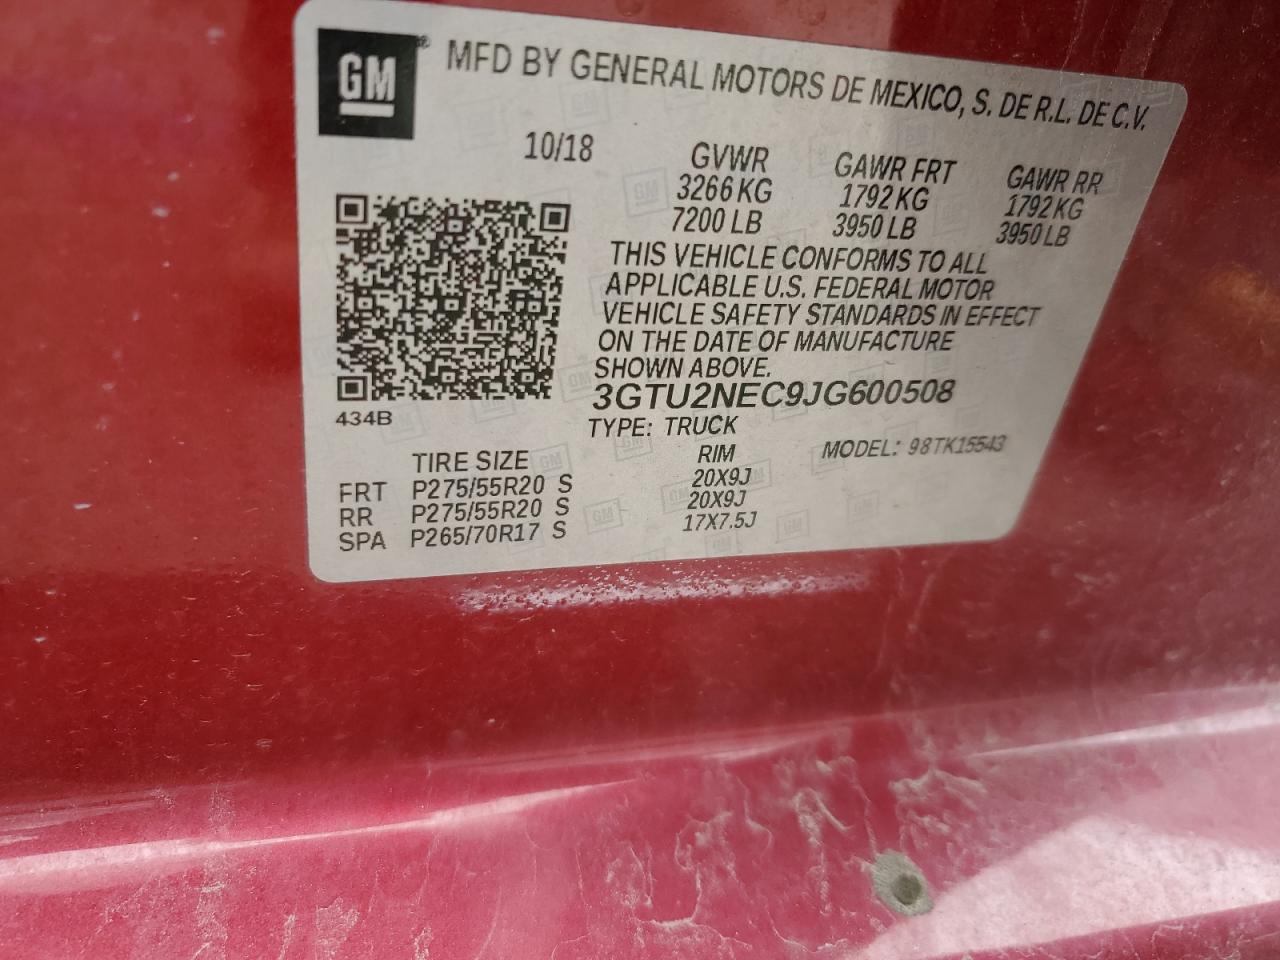 GM
MFD BY GENERAL MOTORS DE MEXICO, S. DE R.L. DE C.V.
10/18 GVWR GAWR FRT GAWR RR
3266 KG 1792 KG 1792 KG
7200 LB 3950 LB 3950 LB
THIS VEHICLE CONFORMS TO ALL
APPLICABLE U.S. FEDERAL MOTOR
VEHICLE SAFETY STANDARDS IN EFFECT
ON THE DATE OF MANUFACTURE
SHOWN ABOVE.
3GTU2NEC9JG600508
434B
TYPE: TRUCK
MODEL: 98TK15543
TIRE SIZE RIM
FRT P275/55R20 S 20X9J
RR P275/55R20 S 20X9J
SPA P265/70R17 S 17X7.5J